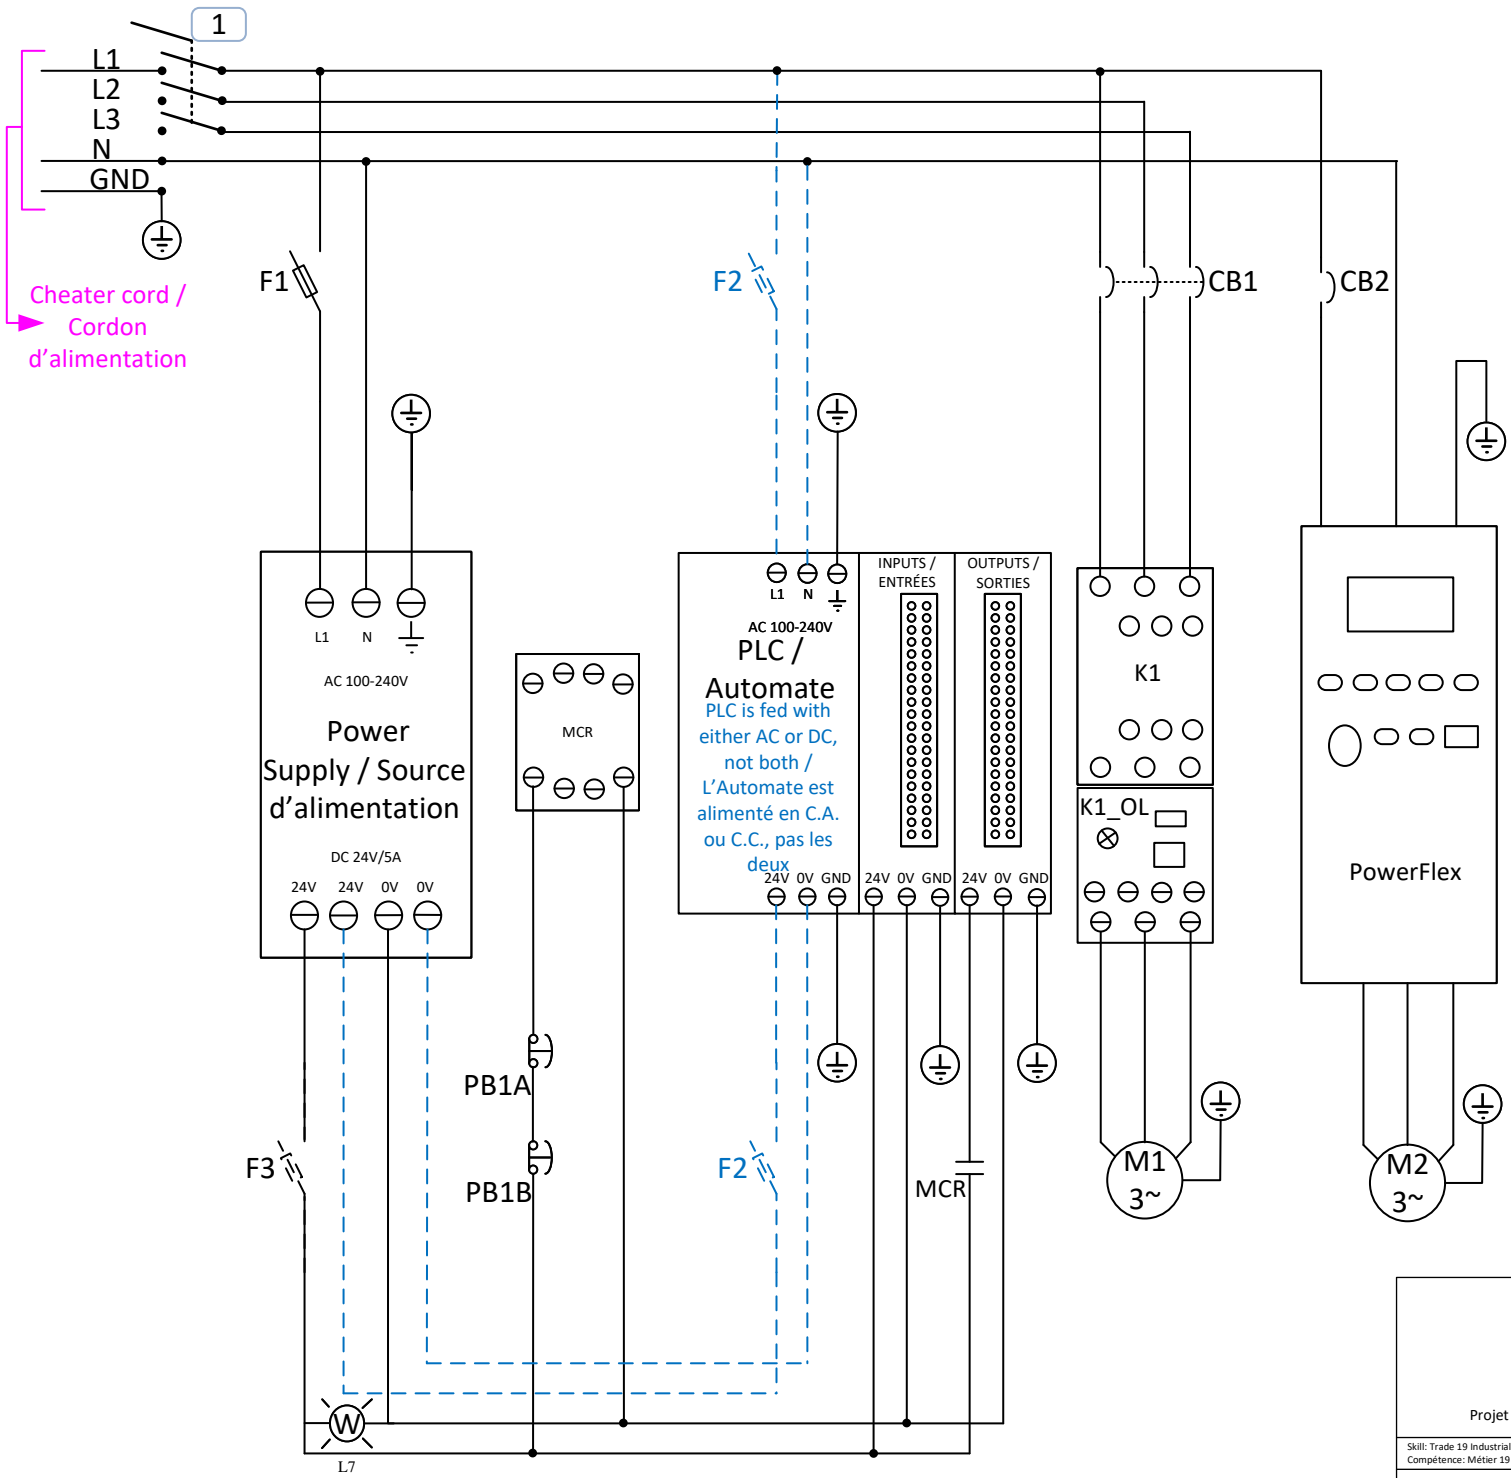 1
L1
L2
L3
N
GND
Cheater cord /
Cordon
d'alimentation
F1
F2
CB1
CB2
L1
N
AC 100-240V
Power
Supply / Source
d'alimentation
DC 24V/5A
24V
24V
0V
0V
MCR
L1
N
AC 100-240V
PLC /
Automate
PLC is fed with
either AC or DC,
not both /
L'Automate est
alimenté en C.A.
ou C.C., pas les
deux
24V
0V
GND
INPUTS /
ENTRÉES
24V
0V
GND
OUTPUTS /
SORTIES
24V
0V
GND
K1
K1_OL
PowerFlex
PB1A
PB1B
F3
F2
MCR
M1
3~
M2
3~
W
L7
Projet
Skill: Trade 19 Industrial
Compétence: Métier 19